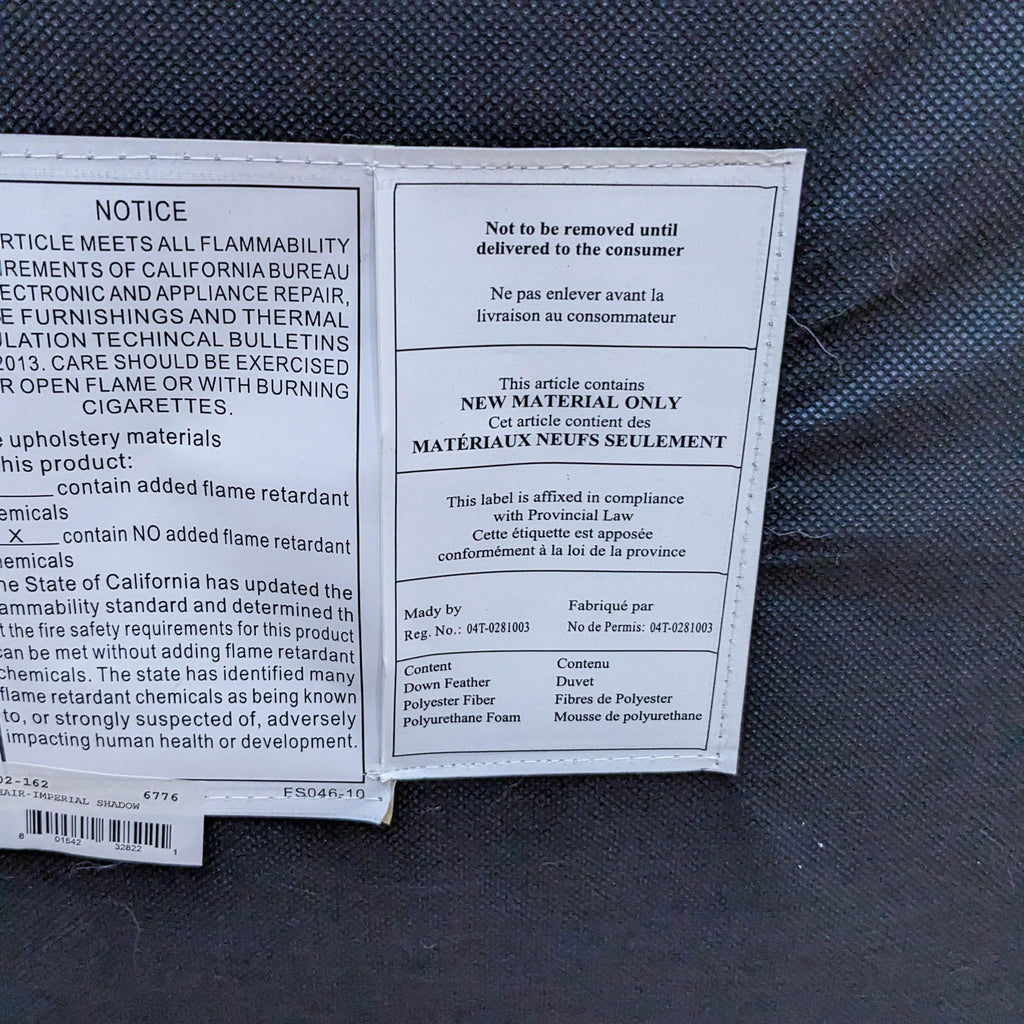 NOTICE
RTICLE MEETS ALL FLAMMABILITY
IREMENTS OF CALIFORNIA BUREAU
ECTRONIC AND APPLIANCE REPAIR,
E FURNISHINGS AND THERMAL
ULATION TECHINCAL BULLETINS
2013. CARE SHOULD BE EXERCISED
R OPEN FLAME OR WITH BURNING
CIGARETTES.
e upholstery materials
his product:
____ contain added flame retardant
emicals
X contain NO added flame retardant
hemicals
he State of California has updated the
ammability standard and determined th
t the fire safety requirements for this product
can be met without adding flame retardant
chemicals. The state has identified many
flame retardant chemicals as being known
to, or strongly suspected of, adversely
impacting human health or development.
FS046-10
02-162 6776
HAIR-IMPERIAL SHADOW
8 01542 32822 1
Not to be removed until
delivered to the consumer
Ne pas enlever avant la
livraison au consommateur
This article contains
NEW MATERIAL ONLY
Cet article contient des
MATÉRIAUX NEUFS SEULEMENT
This label is affixed in compliance
with Provincial Law
Cette étiquette est apposée
conformément à la loi de la province
Mady by Fabriqué par
Reg. No.: 04T-0281003 No de Permis: 04T-0281003
Content Contenu
Down Feather Duvet
Polyester Fiber Fibres de Polyester
Polyurethane Foam Mousse de polyurethane